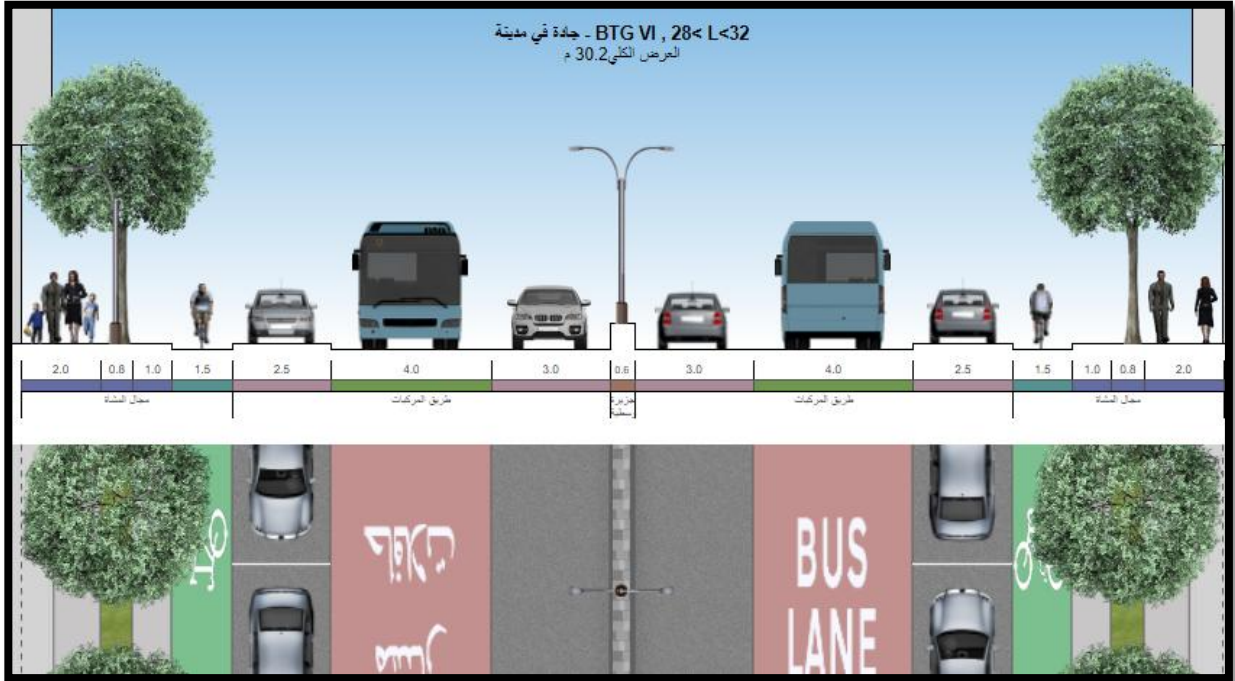 جادة في مدينة - BTG VI , 28< L<32
العرض الكلي30.2 م
2.0 0.8 1.0 1.5 2.5 4.0 3.0 0.6 3.0 4.0 2.5 1.5 1.0 0.8 2.0
مجال المشاة طريق المركبات جزيرة طريق المركبات مجال المشاة
وسطية
حافلات
مسار
BUS
LANE